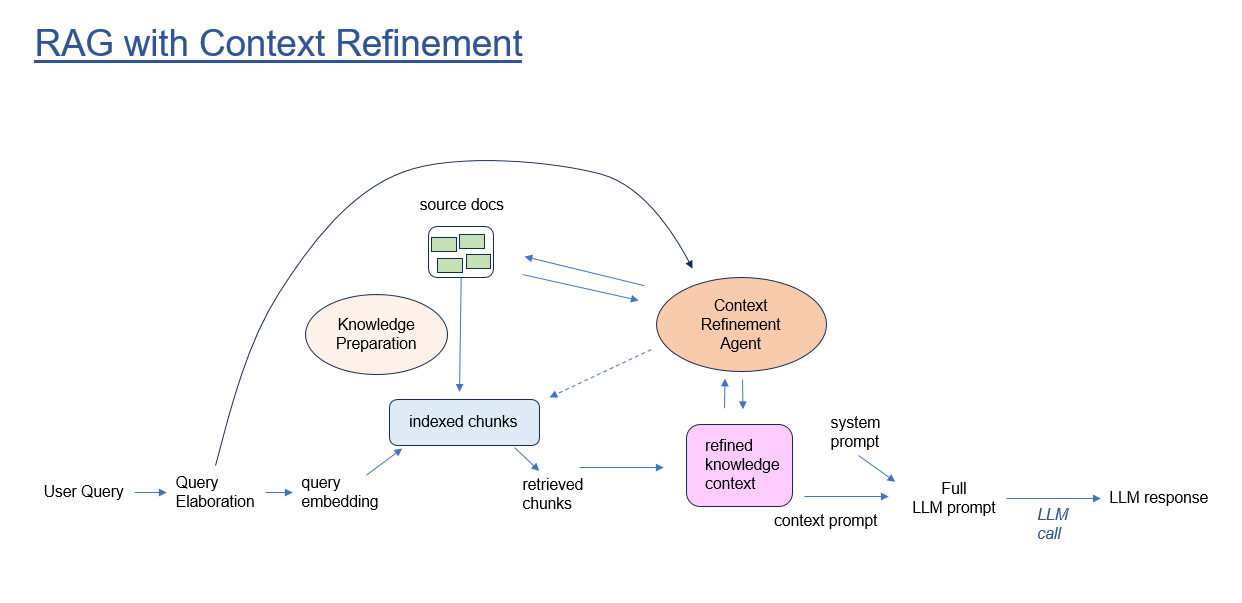 RAG with Context Refinement
source docs
Knowledge
Preparation
Context
Refinement
Agent
indexed chunks
system
prompt
refined
knowledge
context
User Query
Query
Elaboration
query
embedding
retrieved
chunks
context prompt
Full
LLM prompt
LLM
call
LLM response